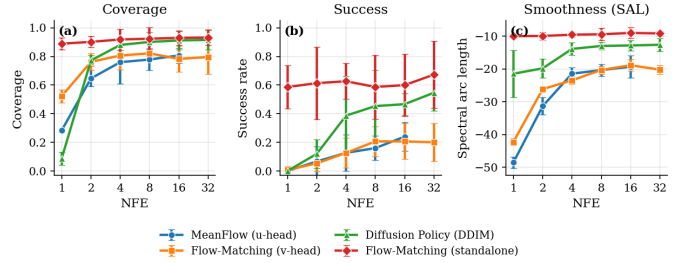 Coverage
Success
Smoothness (SAL)
(a)
(b)
(c)
Coverage
1.0
0.8
0.6
0.4
0.2
0.0
1
2
4
8
16
32
NFE
Success rate
1.0
0.8
0.6
0.4
0.2
0.0
1
2
4
8
16
32
NFE
Spectral arc length
−10
−20
−30
−40
−50
1
2
4
8
16
32
NFE
MeanFlow (u-head)
Flow-Matching (v-head)
Diffusion Policy (DDIM)
Flow-Matching (standalone)